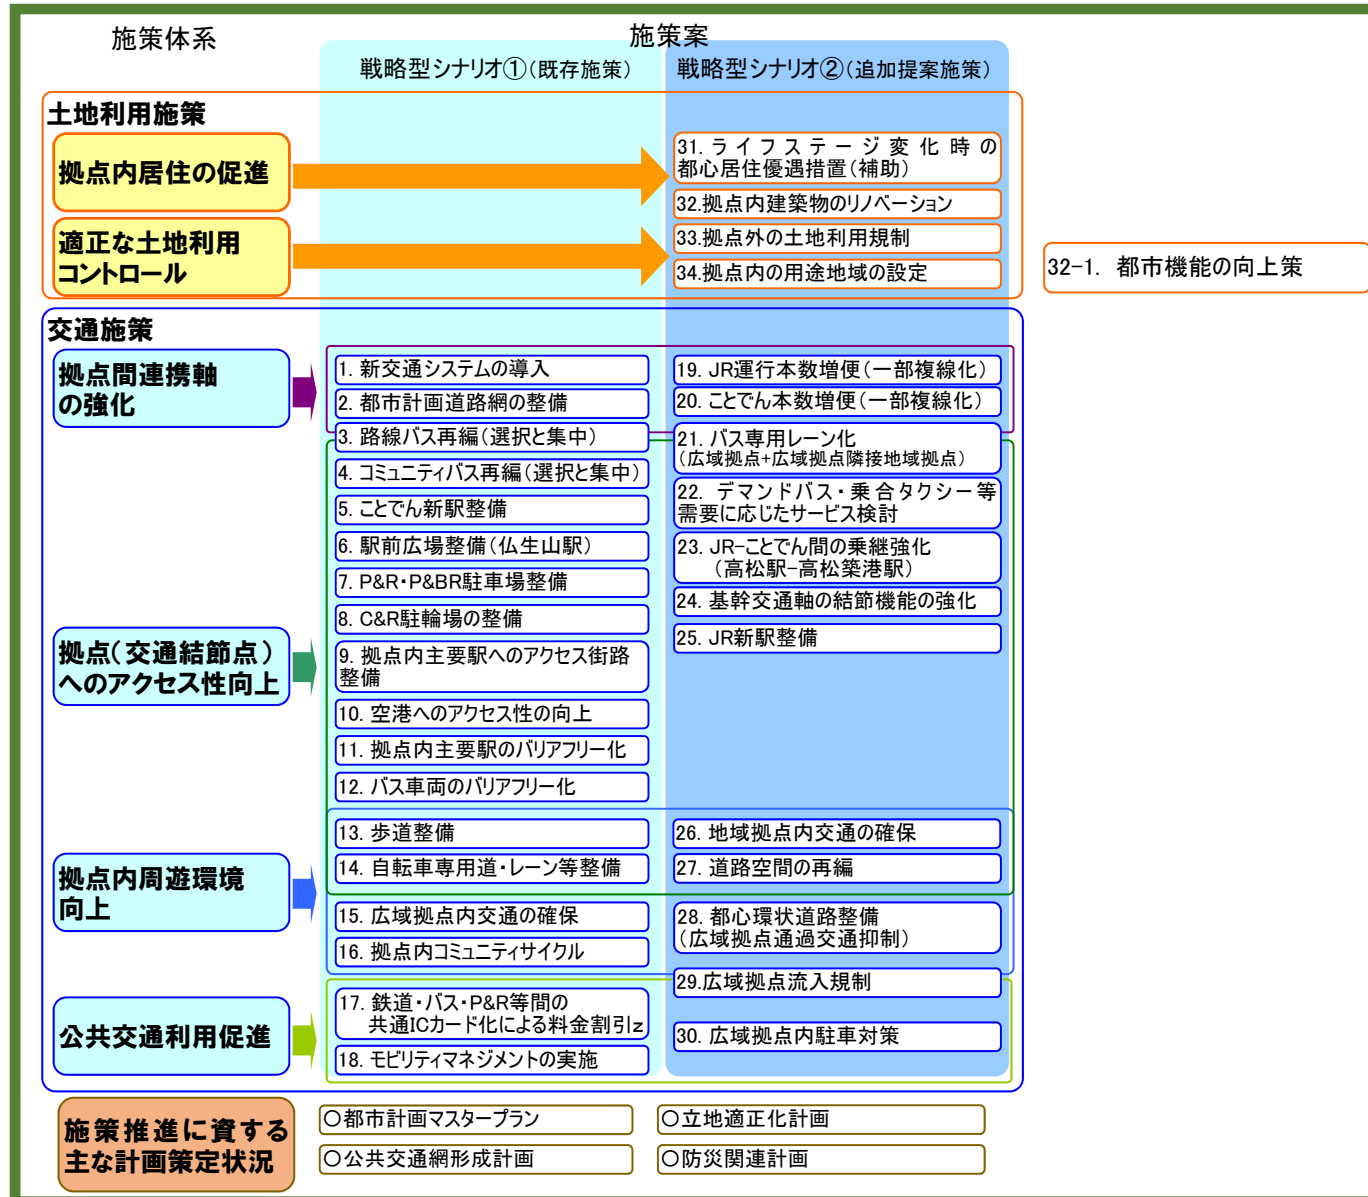 施策体系
施策案
戦略型シナリオ①(既存施策)
戦略型シナリオ②(追加提案施策)
土地利用施策
拠点内居住の促進
31. ライフステージ変化時の
都心居住優遇措置(補助)
32.拠点内建築物のリノベーション
適正な土地利用
コントロール
33.拠点外の土地利用規制
34.拠点内の用途地域の設定
32-1. 都市機能の向上策
交通施策
拠点間連携軸
の強化
1. 新交通システムの導入
2. 都市計画道路網の整備
3. 路線バス再編(選択と集中)
4. コミュニティバス再編(選択と集中)
5. ことでん新駅整備
6. 駅前広場整備(仏生山駅)
7. P&R・P&BR駐車場整備
8. C&R駐輪場の整備
9. 拠点内主要駅へのアクセス街路
整備
10. 空港へのアクセス性の向上
11. 拠点内主要駅のバリアフリー化
12. バス車両のバリアフリー化
13. 歩道整備
14. 自転車専用道・レーン等整備
15. 広域拠点内交通の確保
16. 拠点内コミュニティサイクル
17. 鉄道・バス・P&R等間の
共通ICカード化による料金割引z
18. モビリティマネジメントの実施
19. JR運行本数増便(一部複線化)
20. ことでん本数増便(一部複線化)
21. バス専用レーン化
(広域拠点+広域拠点隣接地域拠点)
22. デマンドバス・乗合タクシー等
需要に応じたサービス検討
23. JR-ことでん間の乗継強化
(高松駅-高松築港駅)
24. 基幹交通軸の結節機能の強化
25. JR新駅整備
26. 地域拠点内交通の確保
27. 道路空間の再編
28. 都心環状道路整備
(広域拠点通過交通抑制)
29.広域拠点流入規制
30. 広域拠点内駐車対策
拠点(交通結節点)
へのアクセス性向上
拠点内周遊環境
向上
公共交通利用促進
施策推進に資する
主な計画策定状況
〇都市計画マスタープラン
〇立地適正化計画
〇公共交通網形成計画
〇防災関連計画